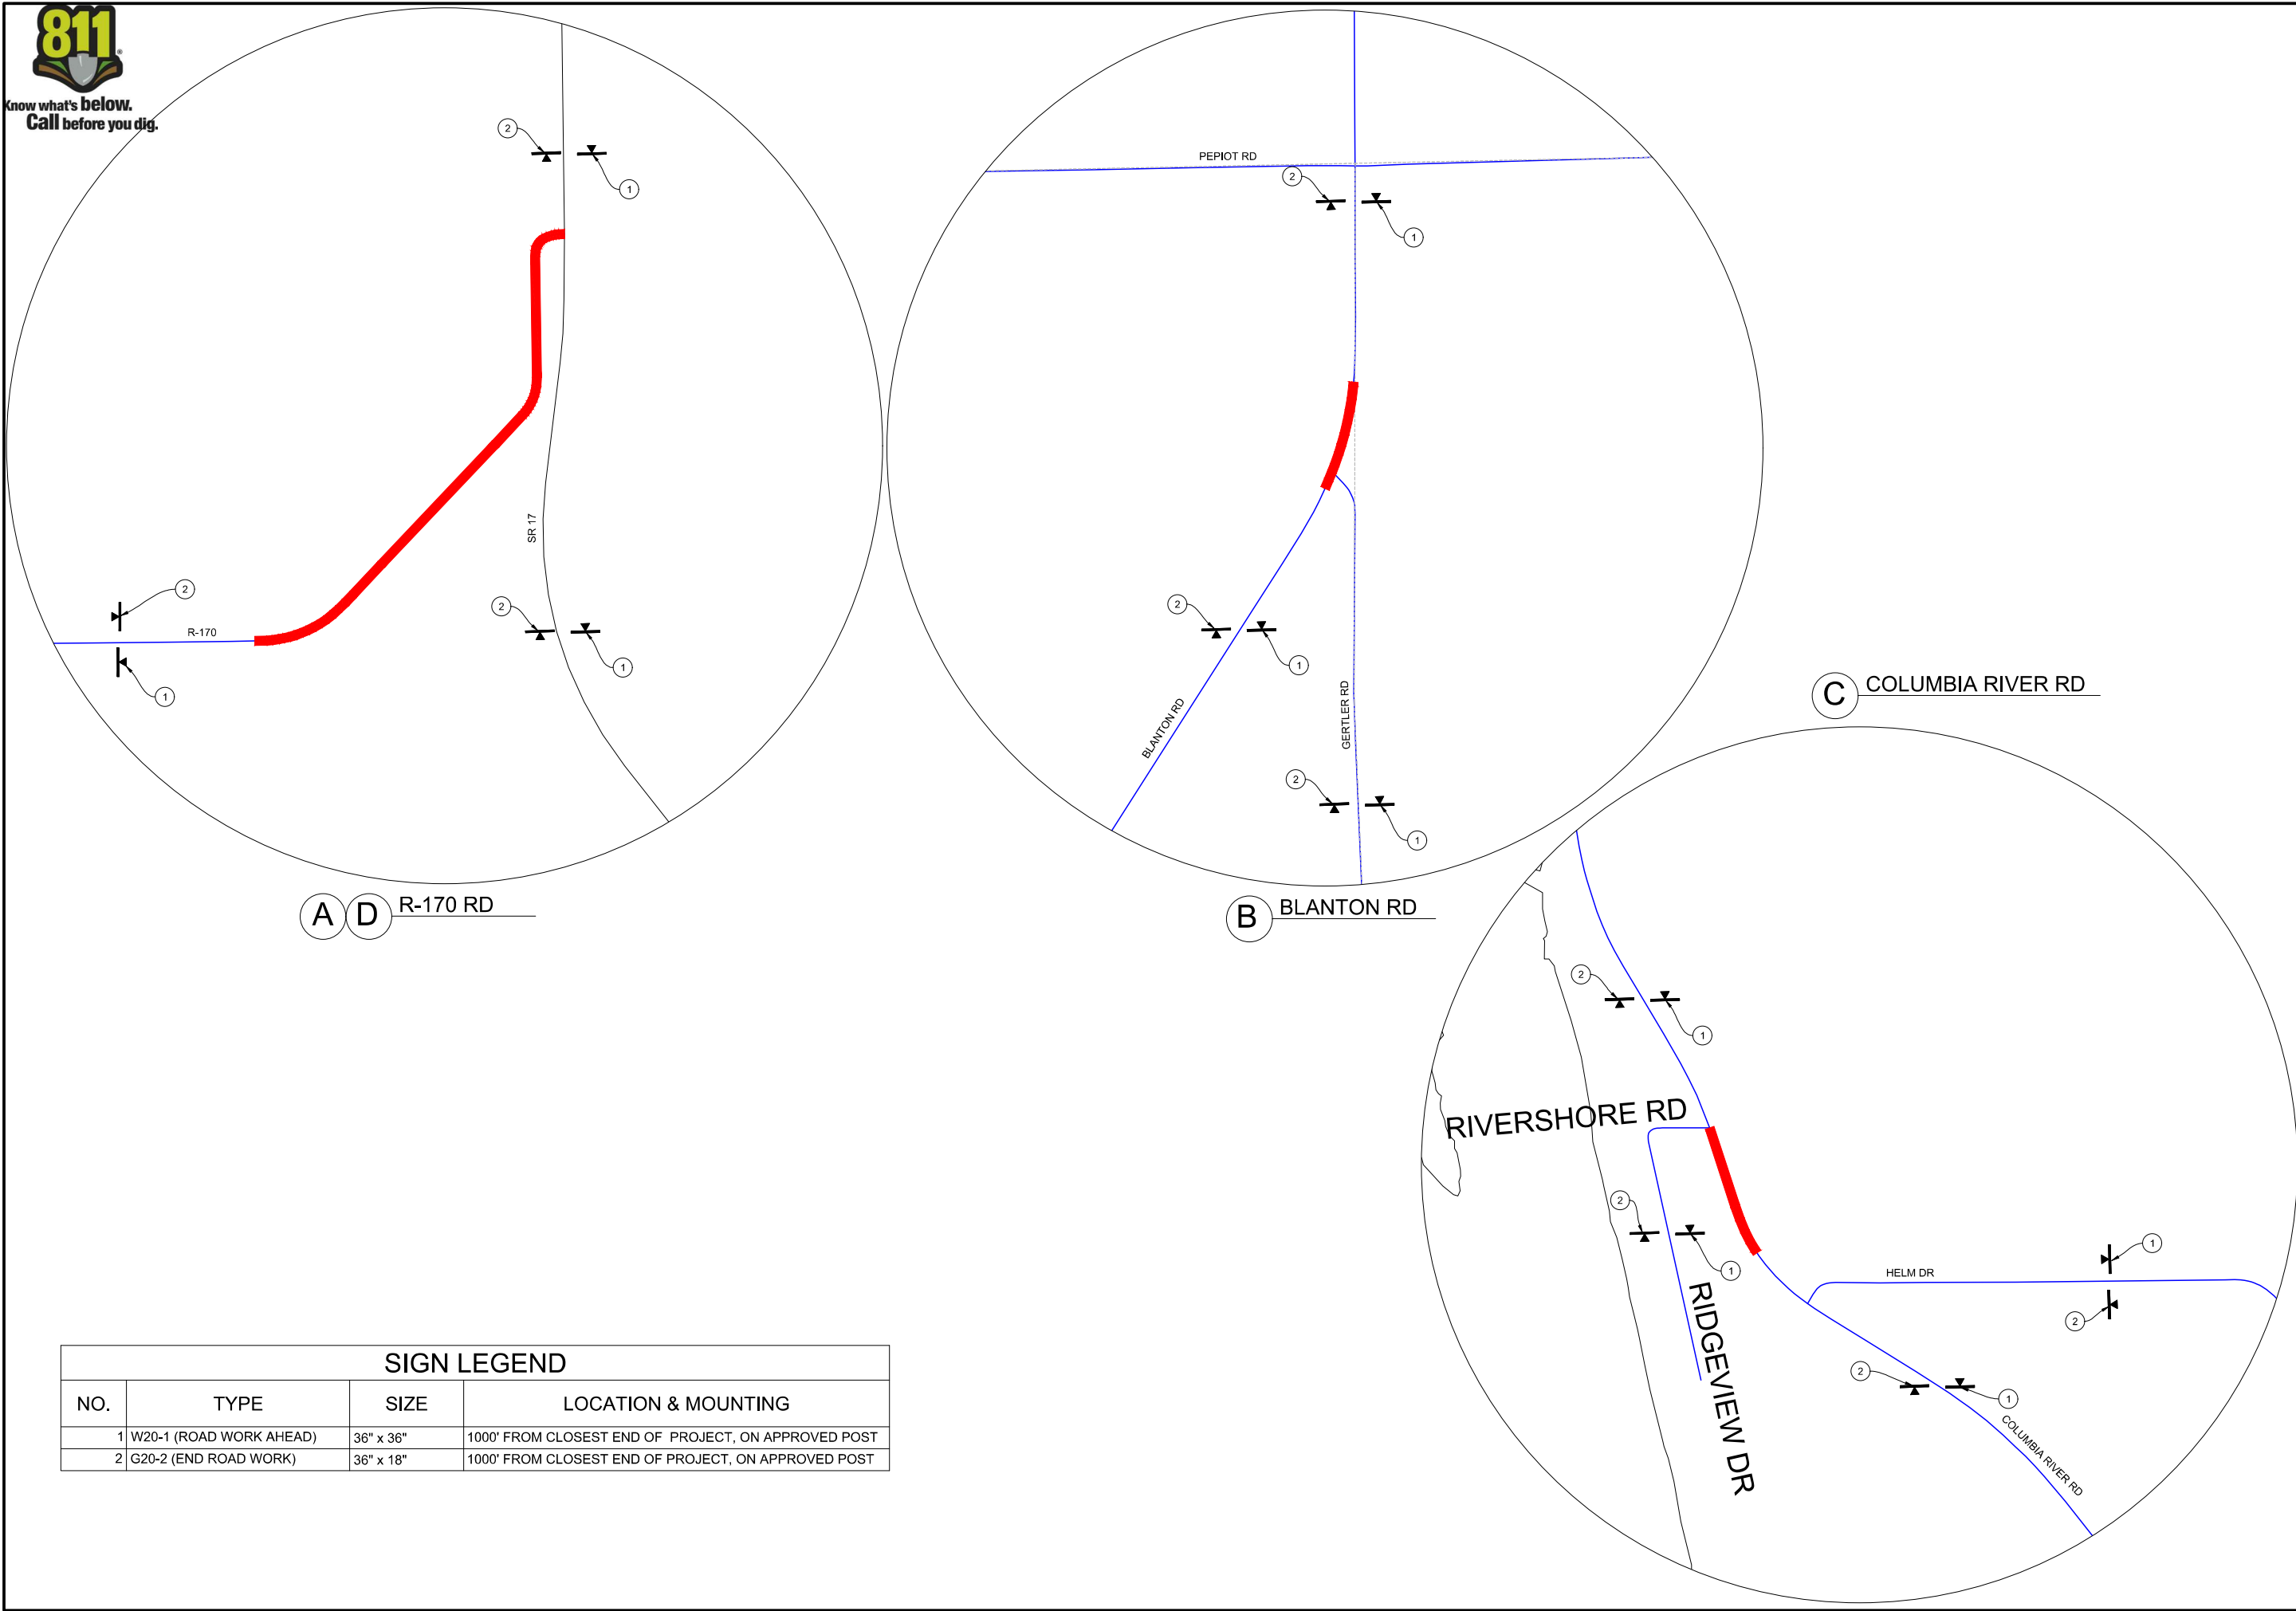 811®
Know what's below.
Call before you dig.
2
1
SR 17
2
R-170
1
2
1
A D R-170 RD
PEPIOT RD
2
1
2
1
BLANTON RD
GERTLER RD
2
1
B BLANTON RD
C COLUMBIA RIVER RD
2
1
RIVERSHORE RD
2
1
RIDGEVIEW DR
HELM DR
1
2
2
1
COLUMBIA RIVER RD
SIGN LEGEND
NO. TYPE SIZE LOCATION & MOUNTING
1 W20-1 (ROAD WORK AHEAD) 36" x 36" 1000' FROM CLOSEST END OF PROJECT, ON APPROVED POST
2 G20-2 (END ROAD WORK) 36" x 18" 1000' FROM CLOSEST END OF PROJECT, ON APPROVED POST